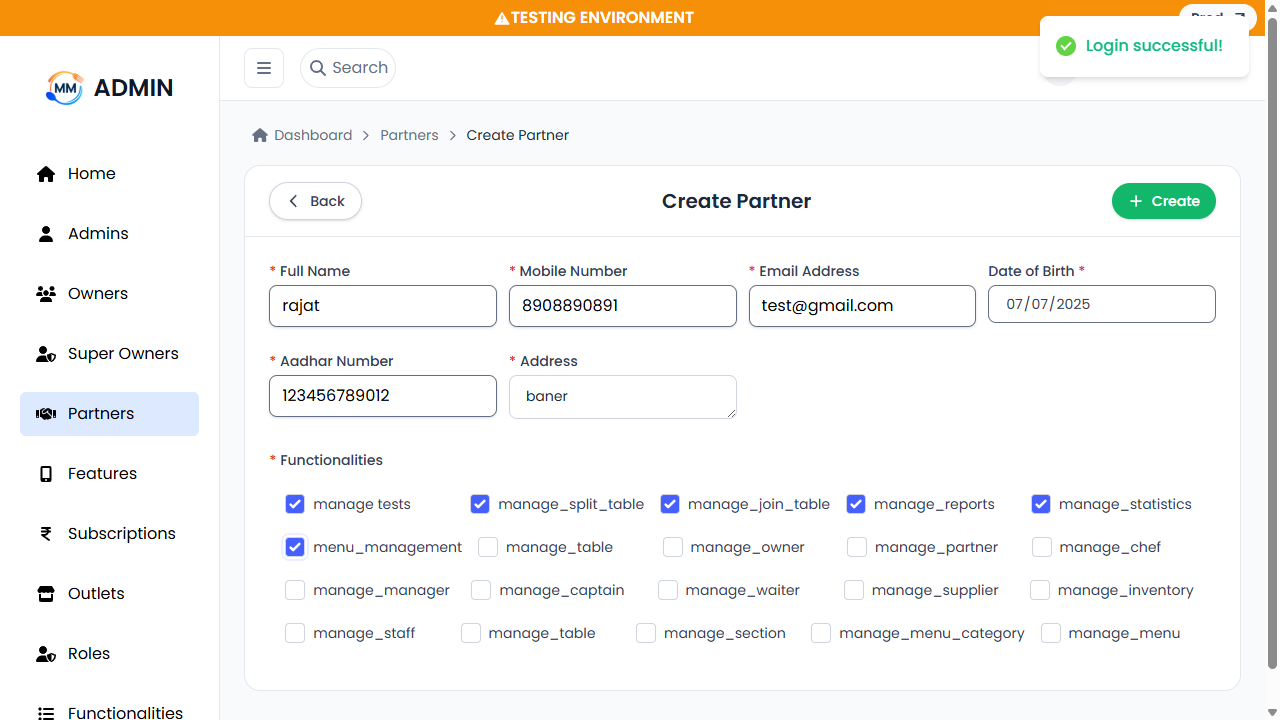 TESTING ENVIRONMENT
Login successful!
MM ADMIN
Search
Dashboard > Partners > Create Partner
Home
Admins
Owners
Super Owners
Partners
Features
Subscriptions
Outlets
Roles
Functionalities
Back
Create Partner
+ Create
* Full Name
* Mobile Number
* Email Address
Date of Birth *
rajat
8908890891
test@gmail.com
07/07/2025
* Aadhar Number
* Address
123456789012
baner
* Functionalities
manage tests manage_split_table manage_join_table manage_reports manage_statistics
menu_management manage_table manage_owner manage_partner manage_chef
manage_manager manage_captain manage_waiter manage_supplier manage_inventory
manage_staff manage_table manage_section manage_menu_category manage_menu